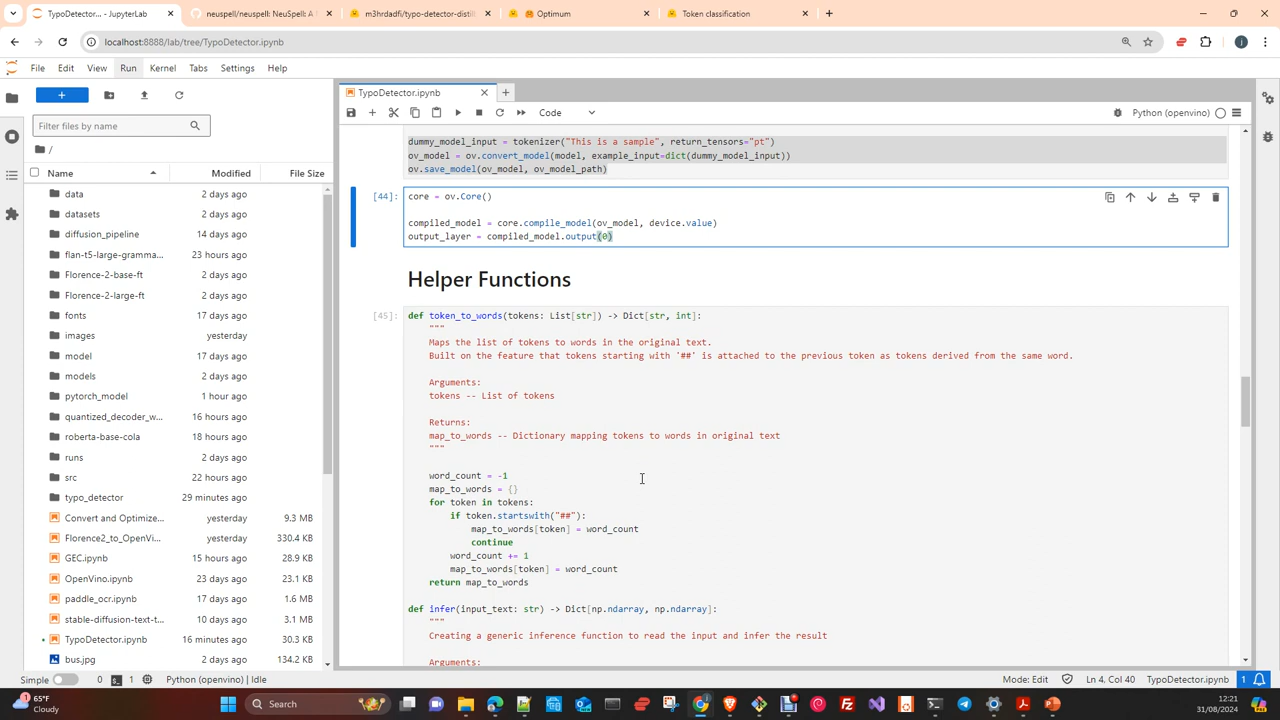 TypoDetector... - JupyterLab
neuspell/neuspell: NeuSpell: A
m3hrdadfi/typo-detector-distil
Optimum
Token classification
localhost:8888/lab/tree/TypoDetector.ipynb
File Edit View Run Kernel Tabs Settings Help
TypoDetector.ipynb
Filter files by name
Code
Python (openvino)
/
Name Modified File Size
data 2 days ago
datasets 2 days ago
diffusion_pipeline 14 days ago
flan-t5-large-gramma... 23 hours ago
Florence-2-base-ft 2 days ago
Florence-2-large-ft 2 days ago
fonts 17 days ago
images yesterday
model 17 days ago
models 2 days ago
pytorch_model 1 hour ago
quantized_decoder_w... 16 hours ago
roberta-base-cola 18 hours ago
runs 17 days ago
src 22 hours ago
typo_detector 29 minutes ago
Convert and Optimize... yesterday 9.3 MB
Florence2_to_OpenVi... yesterday 330.4 KB
GEC.ipynb 15 hours ago 28.9 KB
OpenVino.ipynb 23 days ago 23.1 KB
paddle_ocr.ipynb 17 days ago 1.6 MB
stable-diffusion-text-t... 10 days ago 3.1 MB
TypoDetector.ipynb 16 minutes ago 30.3 KB
bus.jpg 2 days ago 134.2 KB
dummy_model_input = tokenizer("This is a sample", return_tensors="pt")
ov_model = ov.convert_model(model, example_input=dict(dummy_model_input))
ov.save_model(ov_model, ov_model_path)
[44]: core = ov.Core()
compiled_model = core.compile_model(ov_model, device.value)
output_layer = compiled_model.output(0)
Helper Functions
[45]: def token_to_words(tokens: List[str]) -> Dict[str, int]:
"""
Maps the list of tokens to words in the original text.
Built on the feature that tokens starting with '##' is attached to the previous token as tokens derived from the same word.
Arguments:
tokens -- List of tokens
Returns:
map_to_words -- Dictionary mapping tokens to words in original text
"""
word_count = -1
map_to_words = {}
for token in tokens:
if token.startswith("##"):
map_to_words[token] = word_count
continue
word_count += 1
map_to_words[token] = word_count
return map_to_words
def infer(input_text: str) -> Dict[np.ndarray, np.ndarray]:
"""
Creating a generic inference function to read the input and infer the result
Arguments:
Simple 0 1 Python (openvino) | Idle Mode: Edit Ln 4, Col 40 TypoDetector.ipynb 1
65°F
Cloudy
Search
12:21
31/08/2024